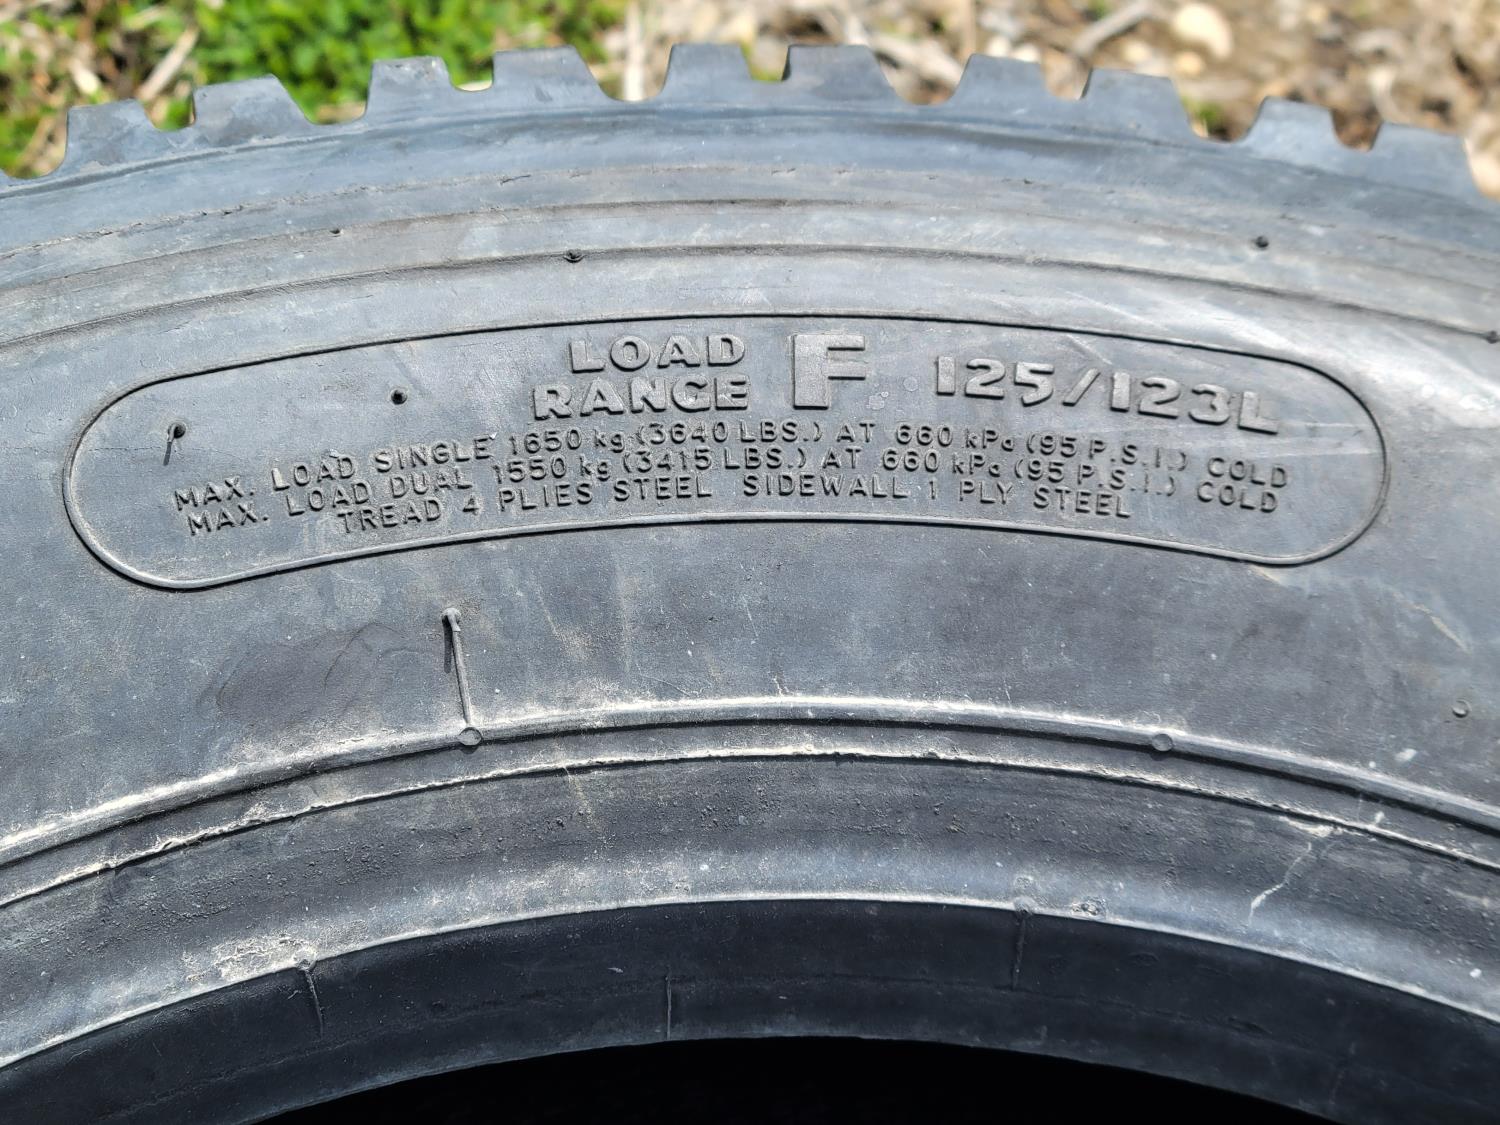 LOAD RANGE F 125/123L
MAX. LOAD SINGLE 1650 kg (3640 LBS.) AT 660 kPa (95 P.S.I.) COLD
MAX. LOAD DUAL 1550 kg (3415 LBS.) AT 660 kPa (95 P.S.I.) COLD
TREAD 4 PLIES STEEL SIDEWALL 1 PLY STEEL